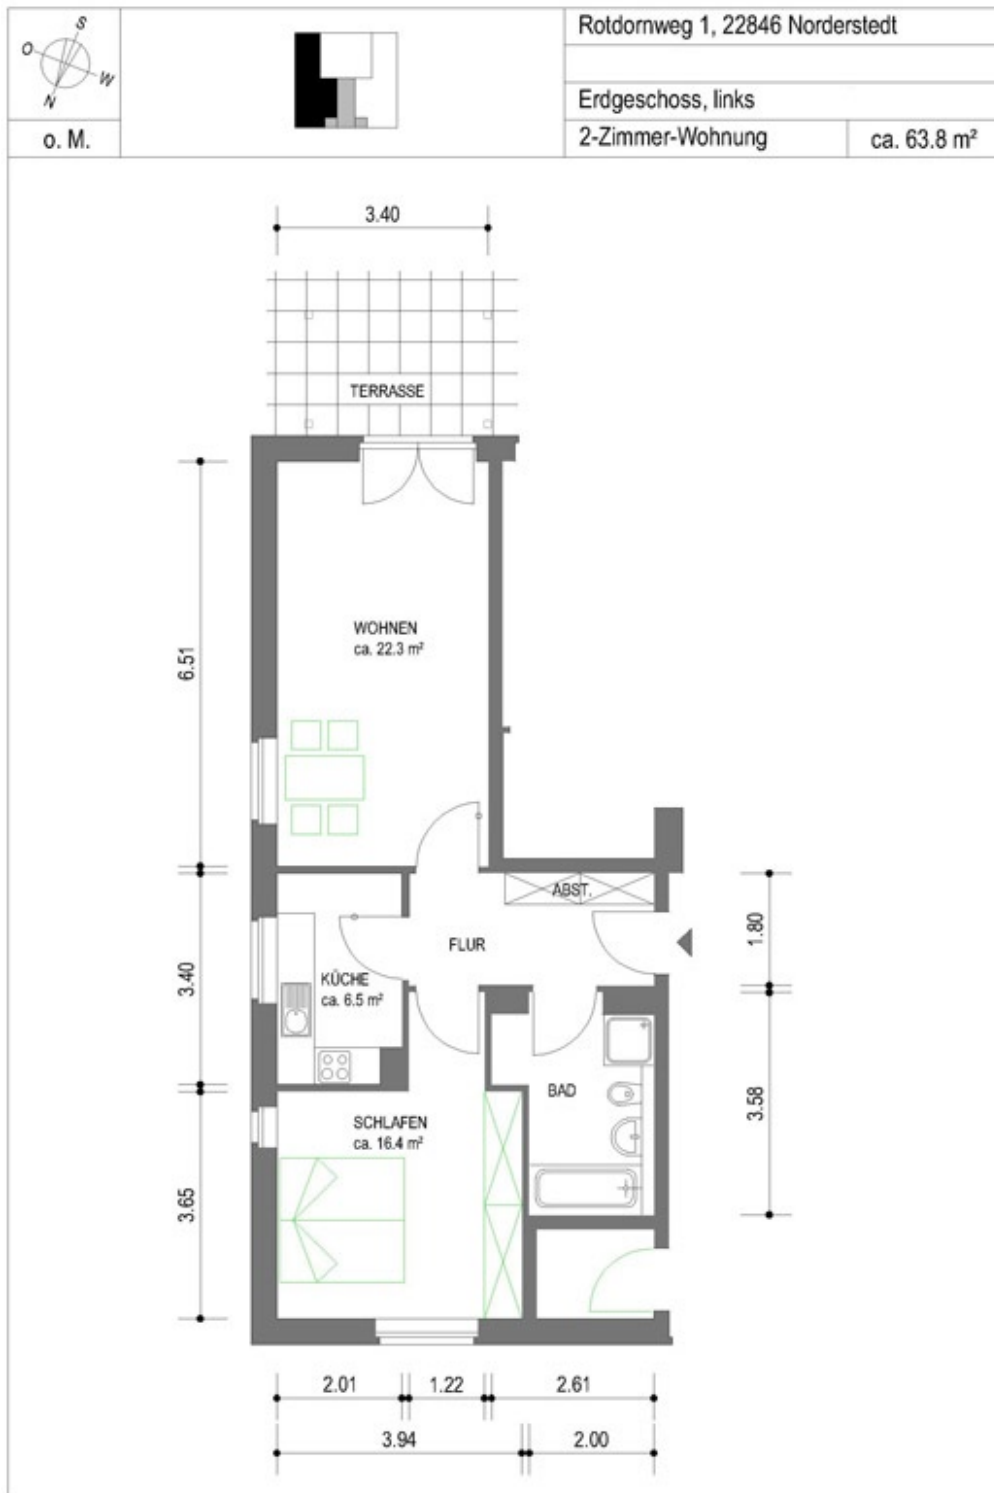 S
O
W
N
o. M.
Rotdornweg 1, 22846 Norderstedt
Erdgeschoss, links
2-Zimmer-Wohnung
ca. 63.8 m²
3.40
TERRASSE
WOHNEN
ca. 22.3 m²
6.51
ABST.
FLUR
1.80
KÜCHE
ca. 6.5 m²
3.40
BAD
3.58
SCHLAFEN
ca. 16.4 m²
3.65
2.01
1.22
2.61
3.94
2.00